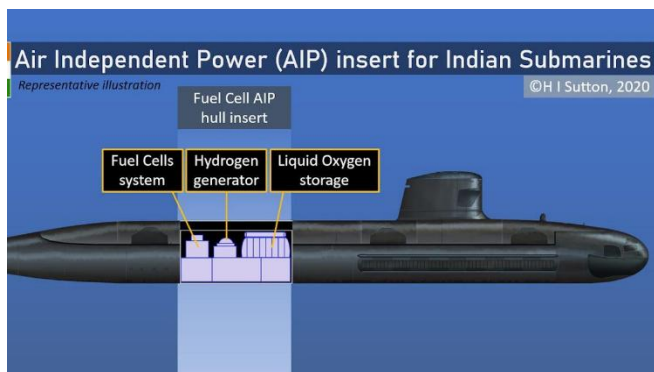 Air Independent Power (AIP) insert for Indian Submarines
Representative illustration
©H I Sutton, 2020
Fuel Cell AIP
hull insert
Fuel Cells
system
Hydrogen
generator
Liquid Oxygen
storage